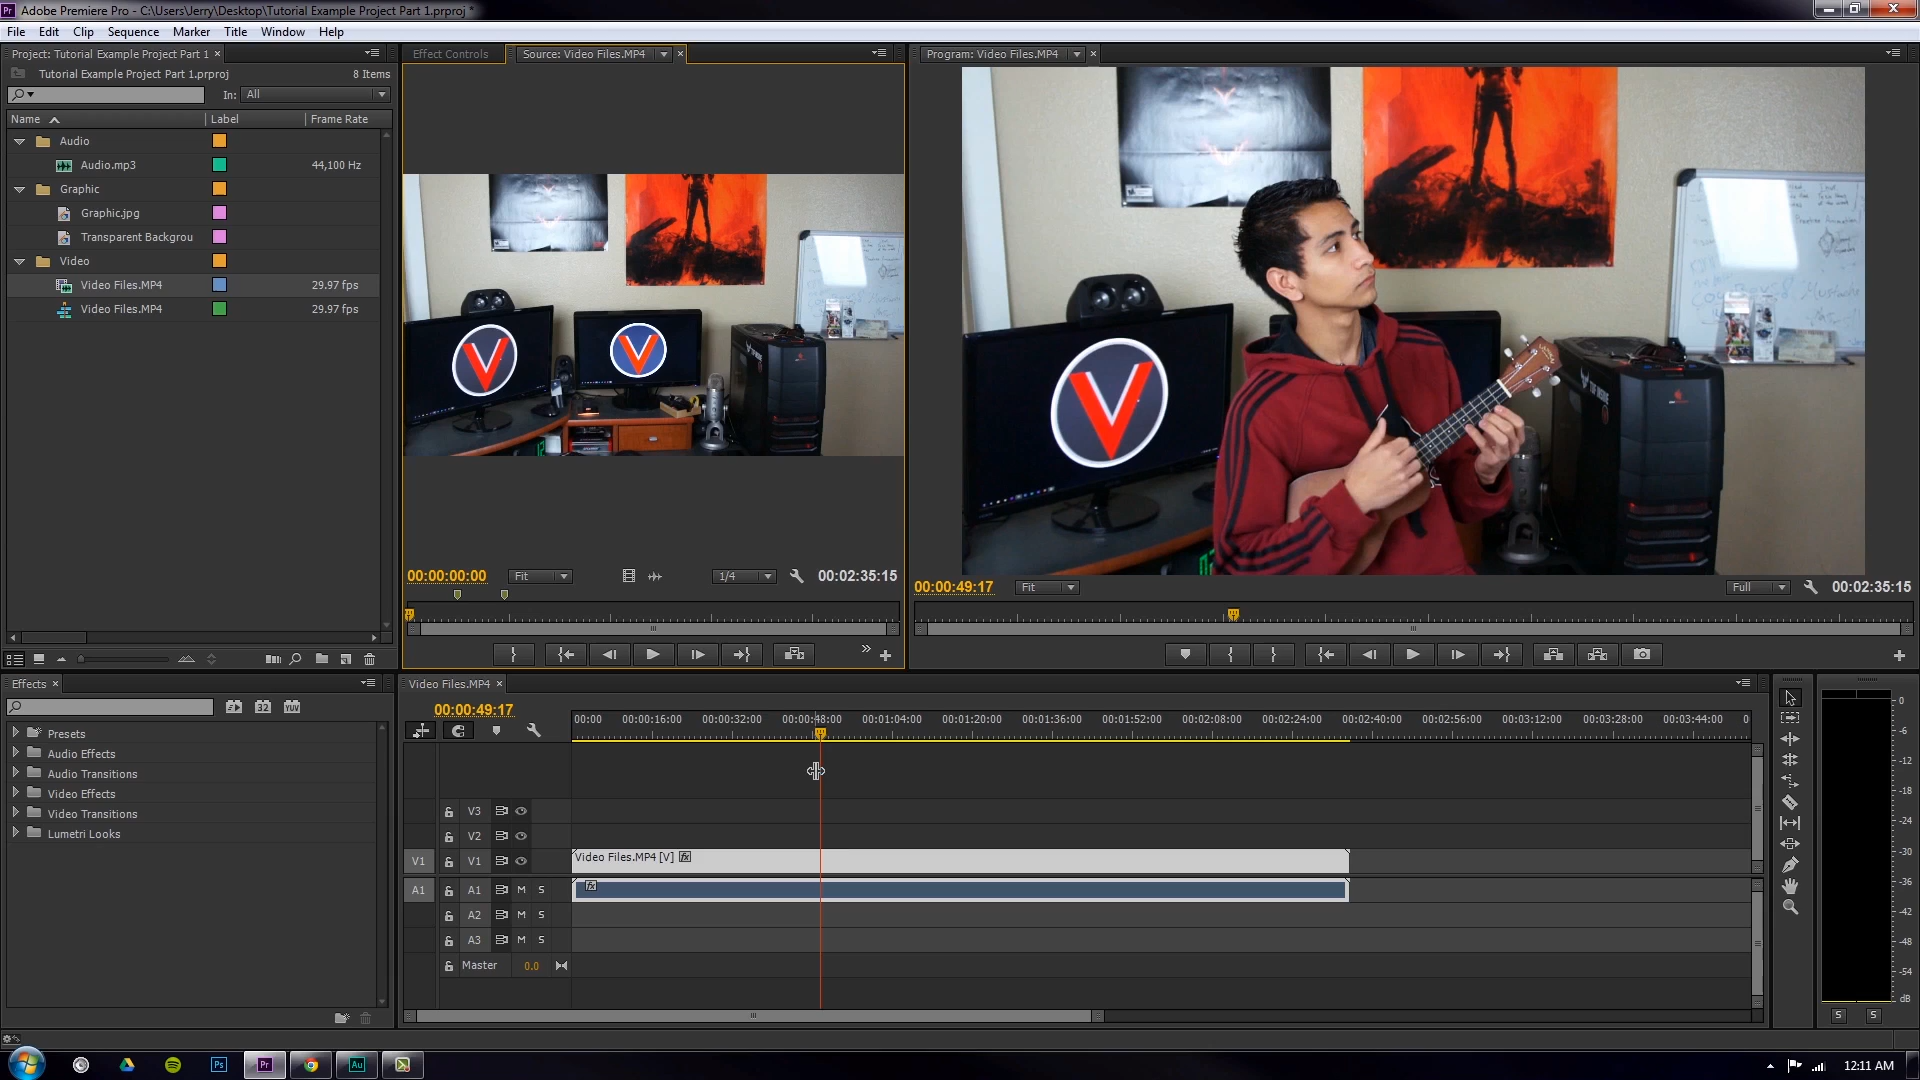 Adobe Premiere Pro - C:\Users\Jerry\Desktop\Tutorial Example Project Part 1.prproj *
File Edit Clip Sequence Marker Title Window Help
Project: Tutorial Example Project Part 1
Tutorial Example Project Part 1.prproj 8 Items
In: All
Name Label Frame Rate
Audio
Audio.mp3 44,100 Hz
Graphic
Graphic.jpg
Transparent Backgrou
Video
Video Files.MP4 29.97 fps
Video Files.MP4 29.97 fps
Effect Controls Source: Video Files.MP4
00:00:00:00 Fit 1/4 00:02:35:15
Program: Video Files.MP4
00:00:49:17 Fit Full 00:02:35:15
Effects
32 YUV
Presets
Audio Effects
Audio Transitions
Video Effects
Video Transitions
Lumetri Looks
Video Files.MP4
00:00:49:17
00:00 00:00:16:00 00:00:32:00 00:00:48:00 00:01:04:00 00:01:20:00 00:01:36:00 00:01:52:00 00:02:08:00 00:02:24:00 00:02:40:00 00:02:56:00 00:03:12:00 00:03:28:00 00:03:44:00 0
V3
V2
V1 V1 Video Files.MP4 [V] fx
A1 A1 M S fx
A2 M S
A3 M S
Master 0.0
0
-6
-12
-18
-24
-30
-36
-42
-48
-54
dB
S S
Ps Pr Au 12:11 AM